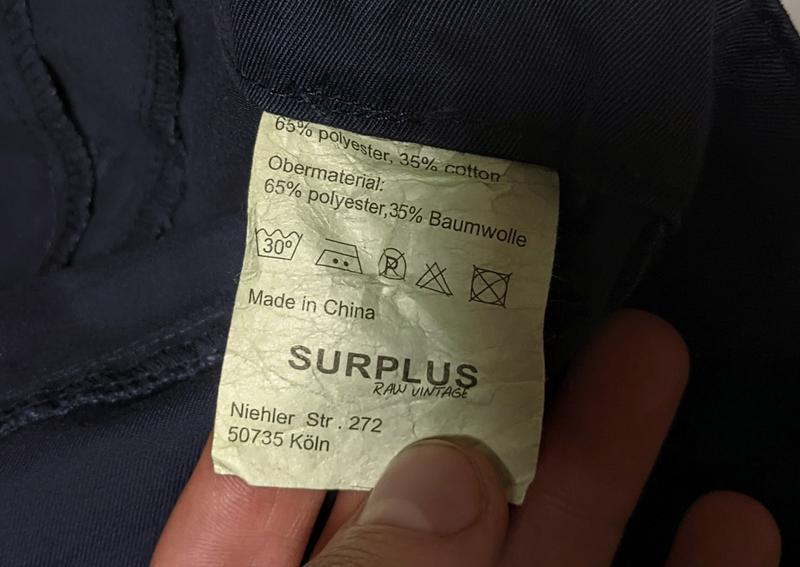 65% polyester, 35% cotton
Obermaterial:
65% polyester,35% Baumwolle
30º P
Made in China
SURPLUS
RAW VINTAGE
Niehler Str . 272
50735 Köln